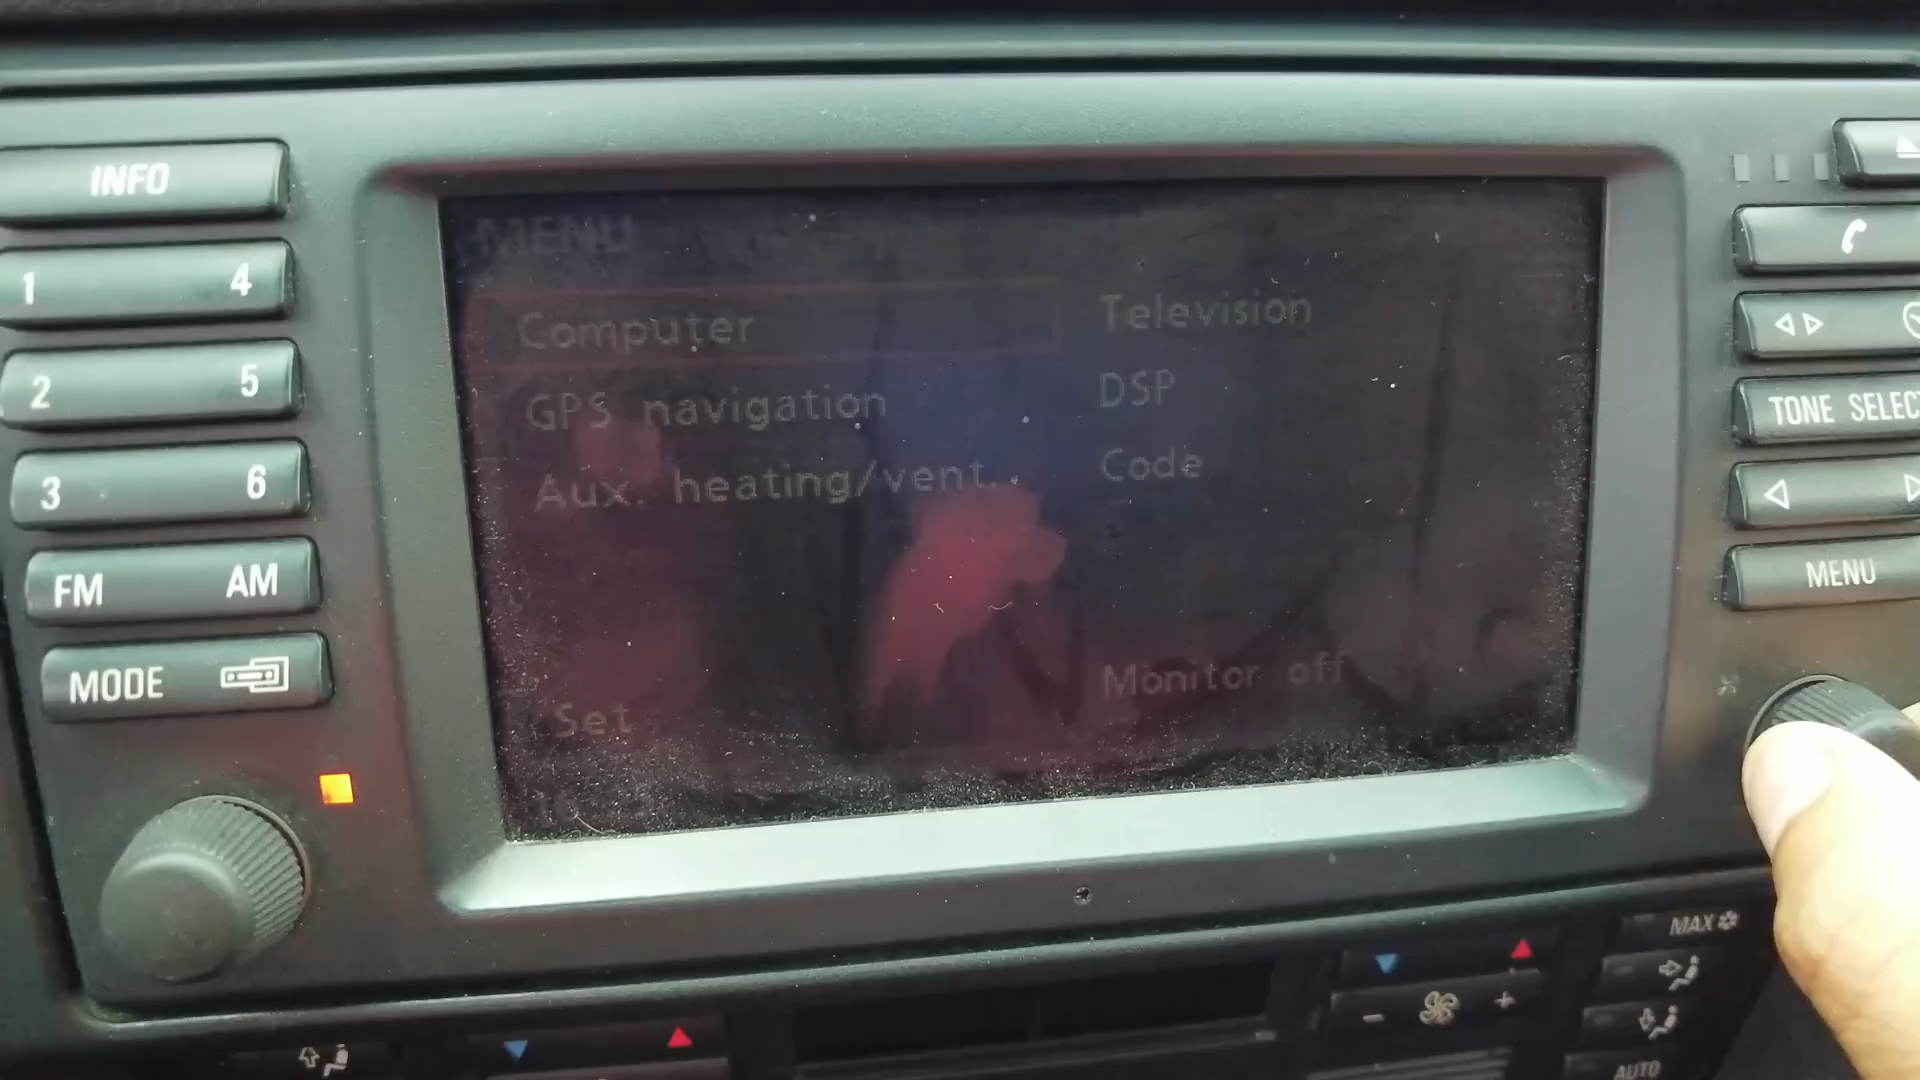 INFO
1 4
2 5
3 6
FM AM
MODE
MENU
Computer
GPS navigation
Aux. heating/vent.
Set
Television
DSP
Code
Monitor off
TONE SELECT
MENU
MAX
AUTO